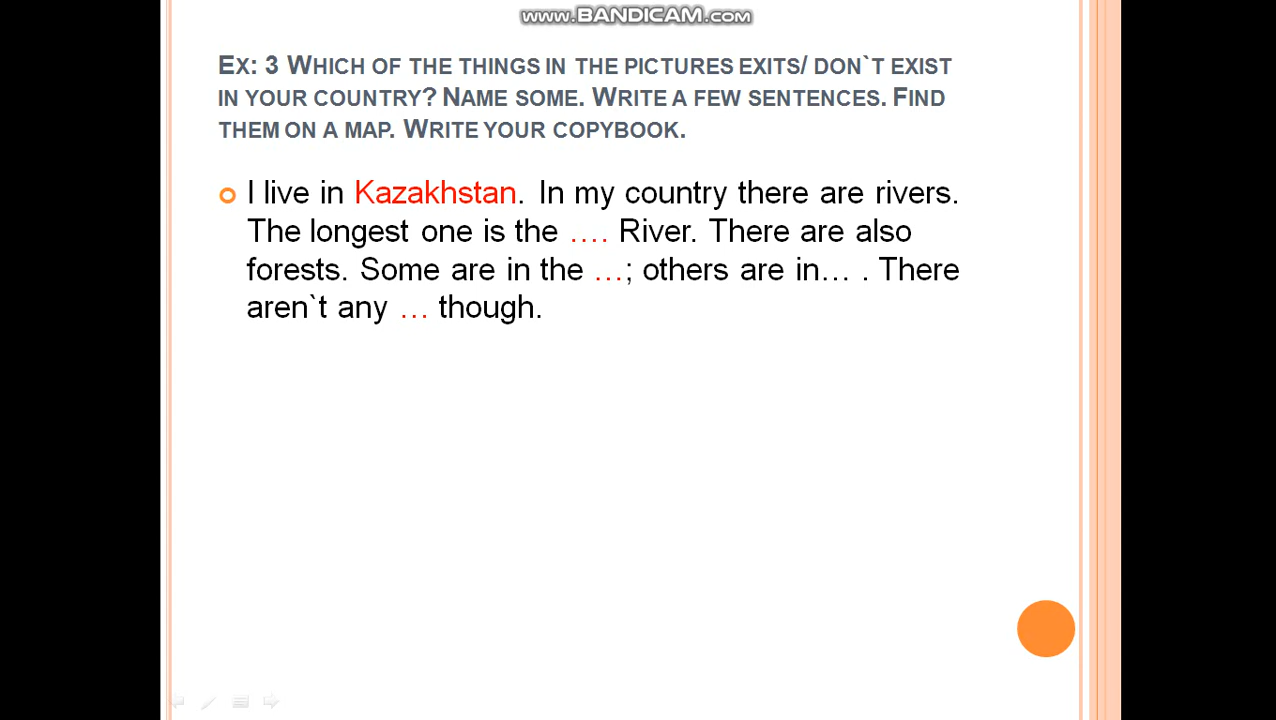 www.BANDICAM.com
Ex: 3 Which of the things in the pictures exits/ don`t exist
in your country? Name some. Write a few sentences. Find
them on a map. Write your copybook.
I live in Kazakhstan. In my country there are rivers.
The longest one is the …. River. There are also
forests. Some are in the …; others are in… . There
aren`t any … though.